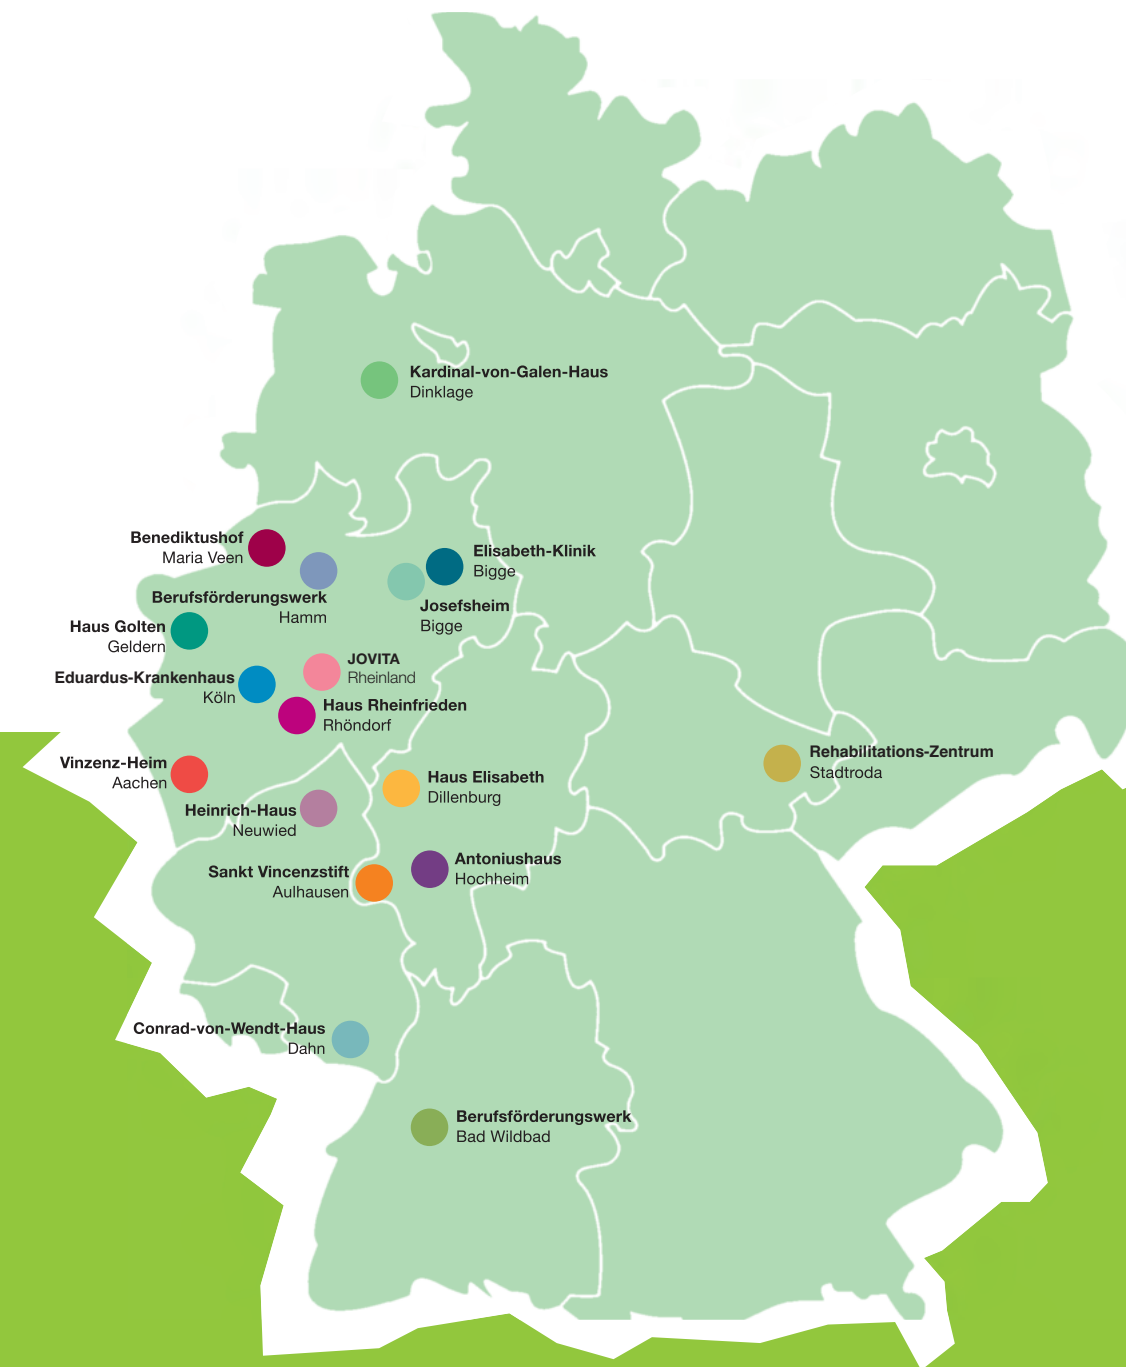 Kardinal-von-Galen-Haus
Dinklage
Benediktushof
Maria Veen
Elisabeth-Klinik
Bigge
Berufsförderungswerk
Hamm
Josefsheim
Bigge
Haus Golten
Geldern
JOVITA
Rheinland
Eduardus-Krankenhaus
Köln
Haus Rheinfrieden
Rhöndorf
Rehabilitations-Zentrum
Stadtroda
Vinzenz-Heim
Aachen
Haus Elisabeth
Dillenburg
Heinrich-Haus
Neuwied
Antoniushaus
Hochheim
Sankt Vincenzstift
Aulhausen
Conrad-von-Wendt-Haus
Dahn
Berufsförderungswerk
Bad Wildbad